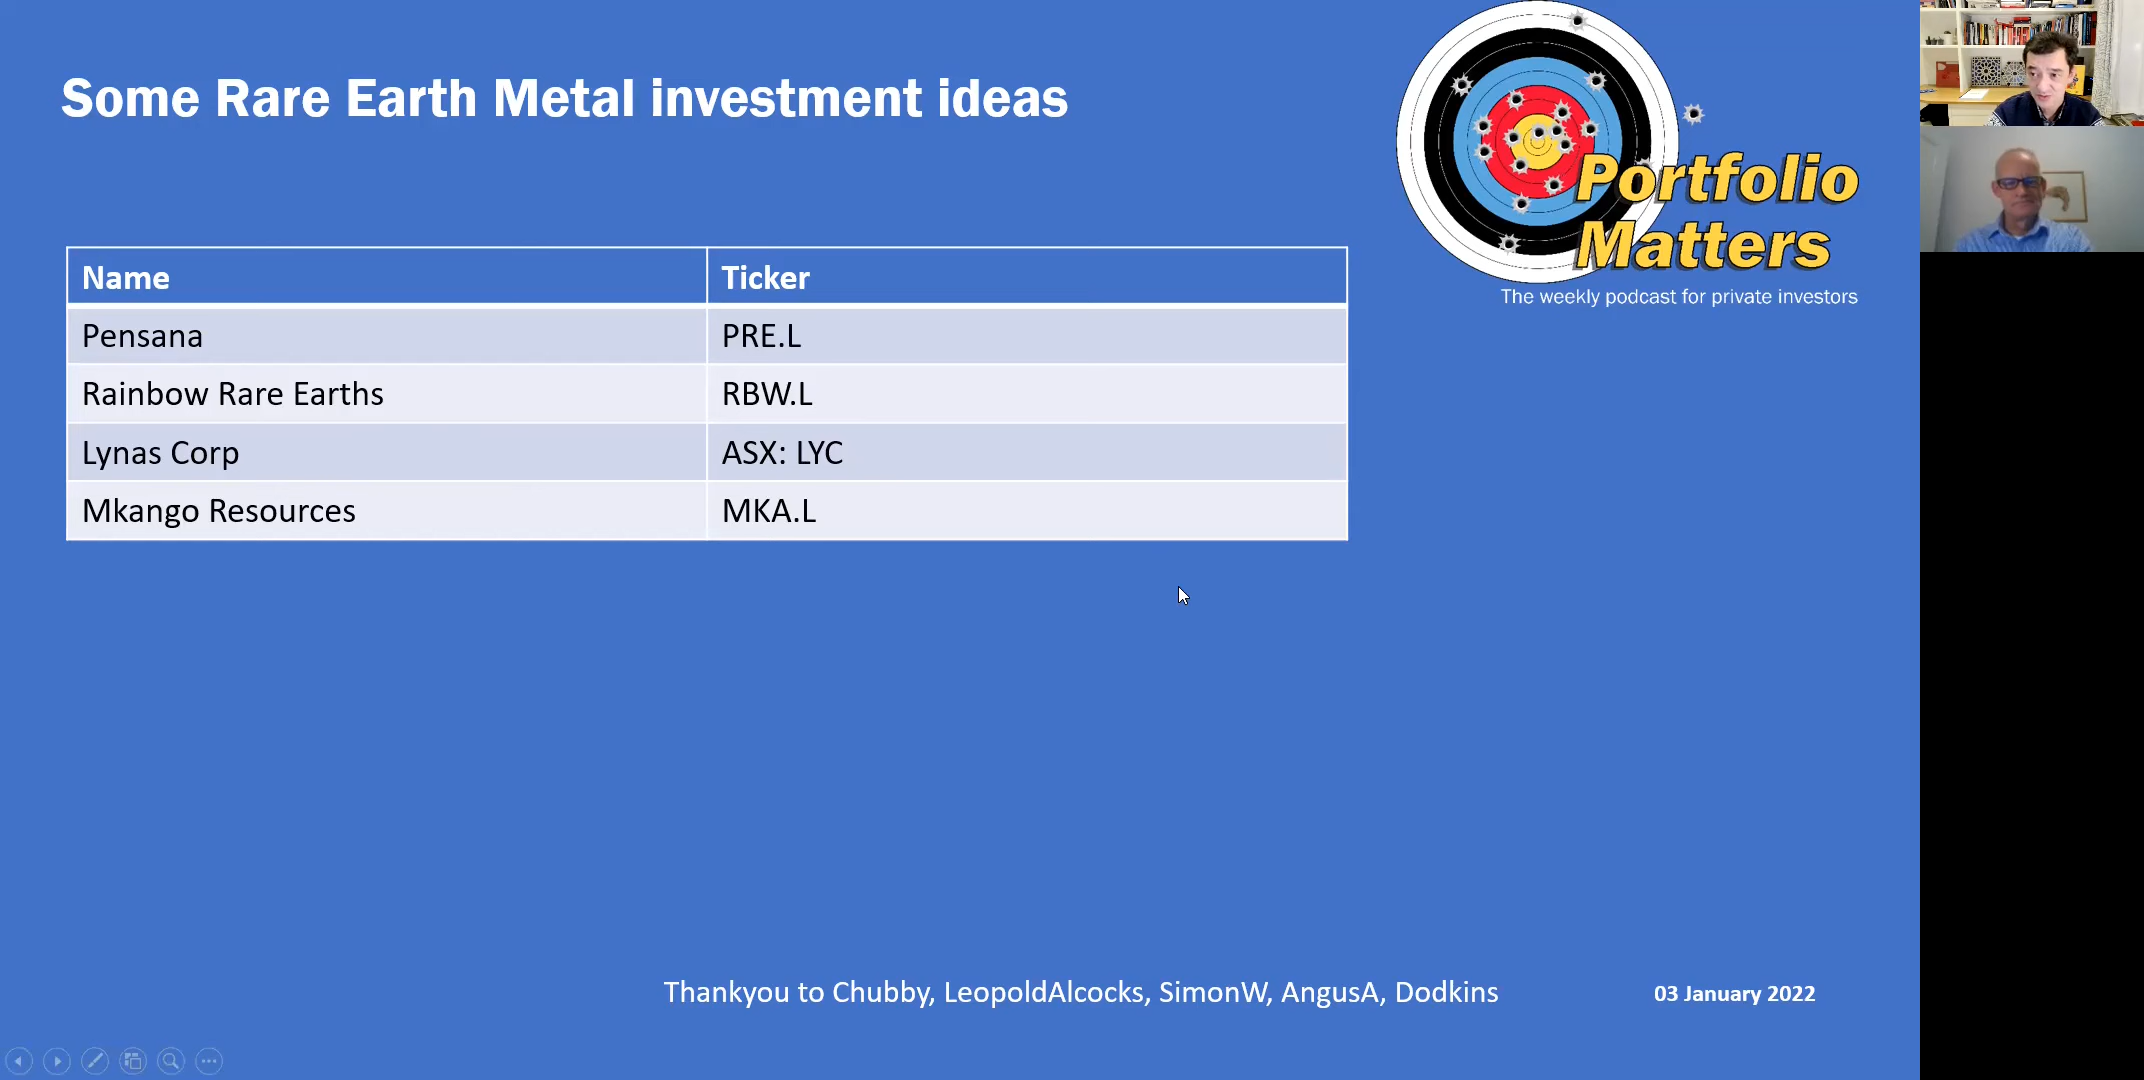 Some Rare Earth Metal investment ideas
Portfolio
Matters
The weekly podcast for private investors
Name Ticker
Pensana PRE.L
Rainbow Rare Earths RBW.L
Lynas Corp ASX: LYC
Mkango Resources MKA.L
Thankyou to Chubby, LeopoldAlcocks, SimonW, AngusA, Dodkins
03 January 2022